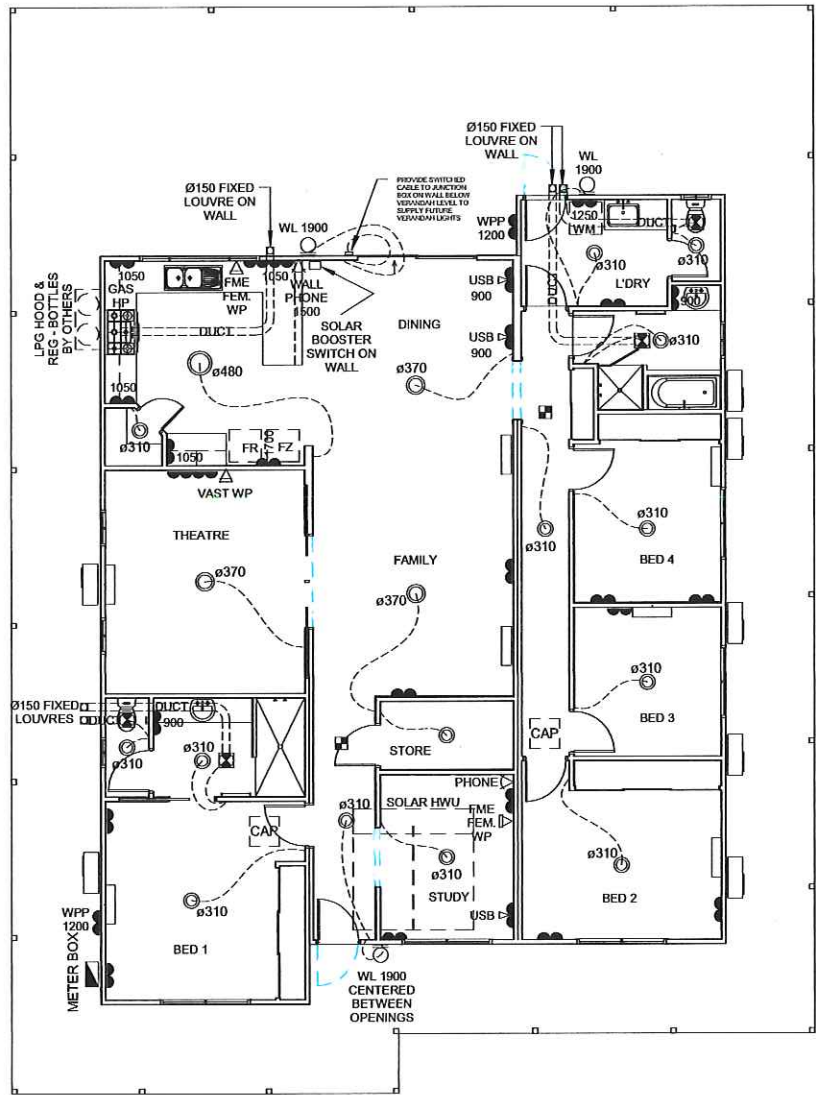 Ø150 FIXED
LOUVRE ON
WALL
WL
1900
Ø150 FIXED
LOUVRE ON
WALL
PROVIDE SWITCHED
CABLE TO JUNCTION
BOX ON WALL BELOW
VERANDAH LEVEL TO
SUPPLY FUTURE
VERANDAH LIGHTS
WL 1900
WPP
1200
1250
WM
DUCT
ø310
ø310
L'DRY
1050
GAS
HP
FME
FEM.
WP
1050
WALL
PHONE
1500
USB
900
900
LPG HOOD &
REG - BOTTLES
BY OTHERS
DUCT
SOLAR
BOOSTER
SWITCH ON
WALL
DINING
USB
900
ø310
ø480
ø370
1050
ø310
1050
FR
FZ
1700
VAST WP
THEATRE
ø310
ø310
BED 4
FAMILY
ø370
ø370
ø310
BED 3
Ø150 FIXED
LOUVRES
DUCT
DUCT
900
ø310
ø310
STORE
CAP
PHONE
SOLAR HWU
FME
FEM.
WP
ø310
CAP
ø310
ø310
STUDY
USB
ø310
BED 2
WPP
1200
ø310
BED 1
METER BOX
WL 1900
CENTERED
BETWEEN
OPENINGS